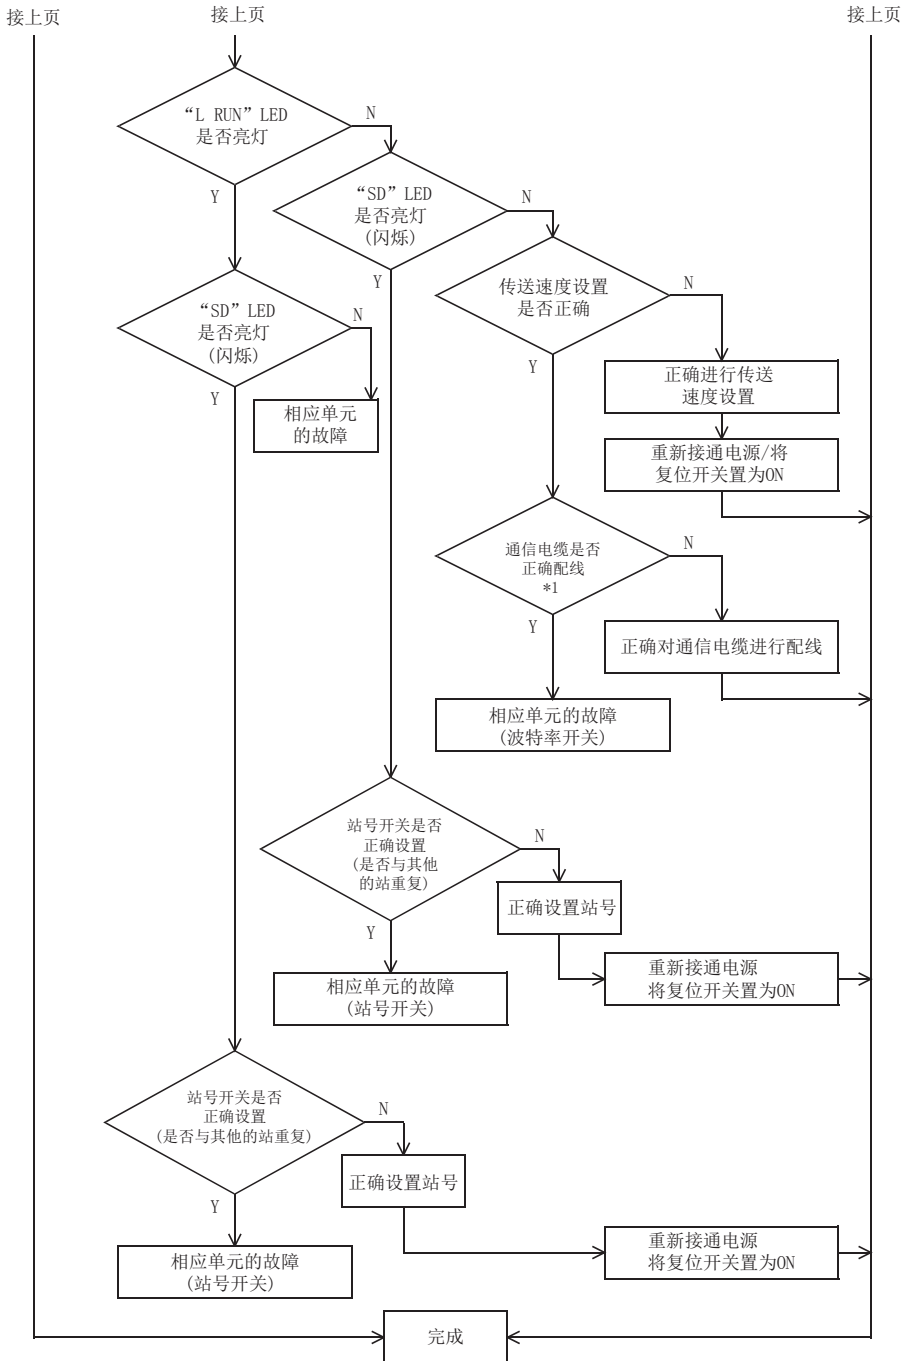 接上页
接上页
接上页
“L RUN”LED
是否亮灯
N
Y
“SD”LED
是否亮灯
(闪烁)
N
Y
传送速度设置
是否正确
N
Y
“SD”LED
是否亮灯
(闪烁)
N
Y
相应单元
的故障
正确进行传送
速度设置
重新接通电源/将
复位开关置为ON
通信电缆是否
正确配线
*1
N
Y
正确对通信电缆进行配线
相应单元的故障
(波特率开关)
站号开关是否
正确设置
(是否与其他
的站重复)
N
Y
正确设置站号
重新接通电源
将复位开关置为ON
相应单元的故障
(站号开关)
站号开关是否
正确设置
(是否与其他的站重复)
N
Y
正确设置站号
重新接通电源
将复位开关置为ON
相应单元的故障
(站号开关)
完成